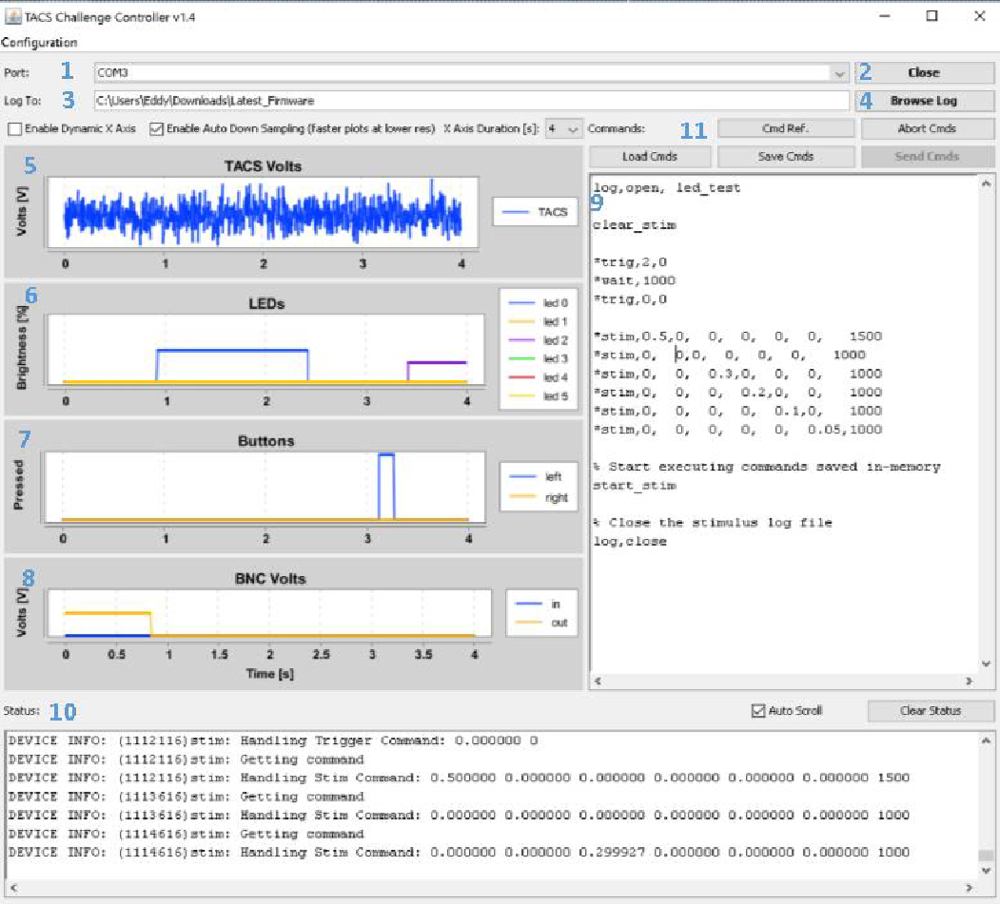 TACS Challenge Controller v1.4
Configuration
Port: 1 COM3 2 Close
Log To: 3 C:\Users\Eddy\Downloads\Latest_Firmware 4 Browse Log
Enable Dynamic X Axis Enable Auto Down Sampling (faster plots at lower res) X Axis Duration [s]: 4 Commands: 11 Cmd Ref. Abort Cmds
Load Cmds Save Cmds Send Cmds
5
TACS Volts
Volts [V]
TACS
0 1 2 3 4
6
LEDs
Brightness [%]
led 0
led 1
led 2
led 3
led 4
led 5
0 1 2 3 4
7
Buttons
Pressed
left
right
0 1 2 3 4
8
BNC Volts
Volts [V]
in
out
0 0.5 1 1.5 2 2.5 3 3.5 4
Time [s]
log,open, led_test
9
clear_stim
*trig,2,0
*wait,1000
*trig,0,0
*stim,0.5,0, 0, 0, 0, 0, 1500
*stim,0, 0,0, 0, 0, 0, 1000
*stim,0, 0, 0.3,0, 0, 0, 1000
*stim,0, 0, 0, 0.2,0, 0, 1000
*stim,0, 0, 0, 0, 0.1,0, 1000
*stim,0, 0, 0, 0, 0, 0.05,1000
% Start executing commands saved in-memory
start_stim
% Close the stimulus log file
log,close
Status: 10 Auto Scroll Clear Status
DEVICE INFO: (1112116)stim: Handling Trigger Command: 0.000000 0
DEVICE INFO: (1112116)stim: Getting command
DEVICE INFO: (1112116)stim: Handling Stim Command: 0.500000 0.000000 0.000000 0.000000 0.000000 0.000000 1500
DEVICE INFO: (1113616)stim: Getting command
DEVICE INFO: (1113616)stim: Handling Stim Command: 0.000000 0.000000 0.000000 0.000000 0.000000 0.000000 1000
DEVICE INFO: (1114616)stim: Getting command
DEVICE INFO: (1114616)stim: Handling Stim Command: 0.000000 0.000000 0.299927 0.000000 0.000000 0.000000 1000